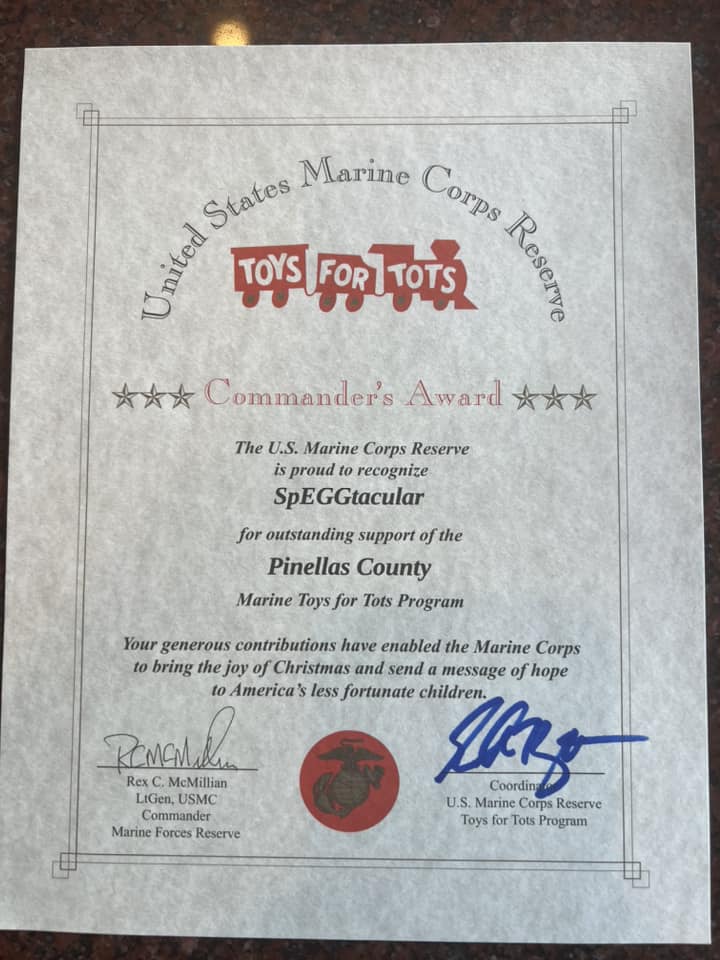 United States Marine Corps Reserve
TOYS FOR TOTS
Commander's Award
The U.S. Marine Corps Reserve
is proud to recognize
SpEGGtacular
for outstanding support of the
Pinellas County
Marine Toys for Tots Program
Your generous contributions have enabled the Marine Corps
to bring the joy of Christmas and send a message of hope
to America's less fortunate children.
RCMcMillian
Rex C. McMillian
LtGen, USMC
Commander
Marine Forces Reserve
Coordinator
U.S. Marine Corps Reserve
Toys for Tots Program